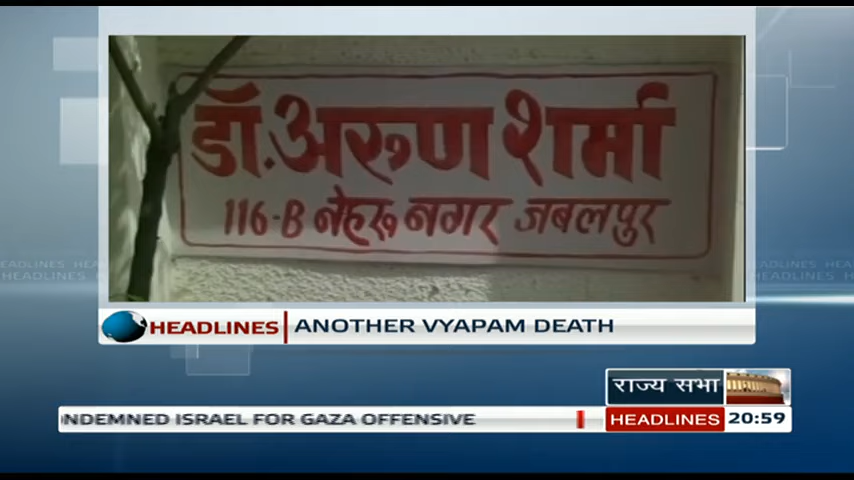 डॉ. अरुण शर्मा
116-B नेहरू नगर जबलपुर
HEADLINES ANOTHER VYAPAM DEATH
राज्य सभा
NDEMNED ISRAEL FOR GAZA OFFENSIVE
HEADLINES 20:59